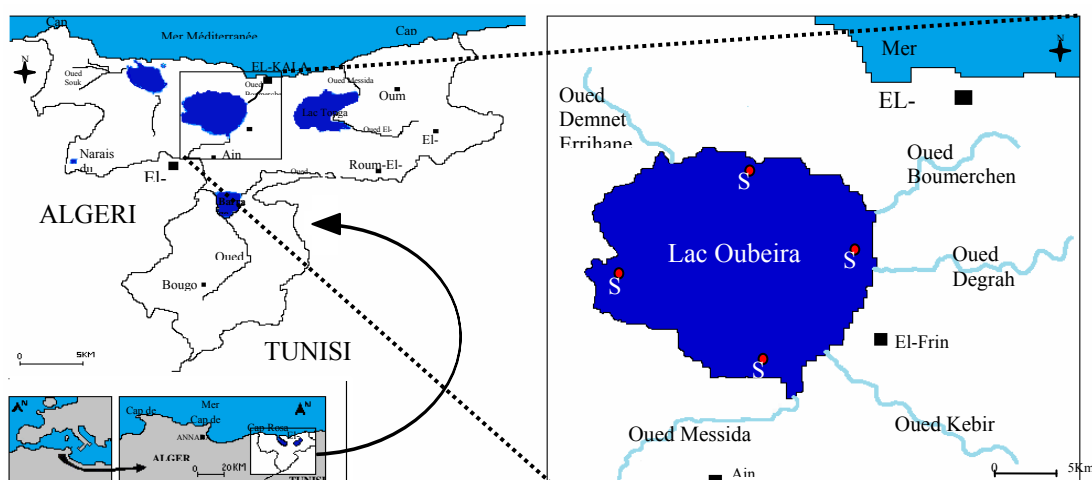 Cap
Mer Méditerranée
Cap
N
Oued
Souk
EL-KALA
Oued
Oued Messida
Oum
Lac Tonga
Oued El-
El-
Narais
du
Ain
El-
Roum-El-
Oued
ALGERI
Oued
Bougo
TUNISI
0
5KM
N
Cap de
Mer
Cap de
N
Cap Rosa
ANNA
ALGER
0
20KM
TUNIS
Mer
N
EL-
Oued
Demnet
Errihane
Oued
Boumerchen
S
Lac Oubeira
S
S
Oued
Degrah
El-Frin
S
Oued Messida
Oued Kebir
Ain
0
5Km